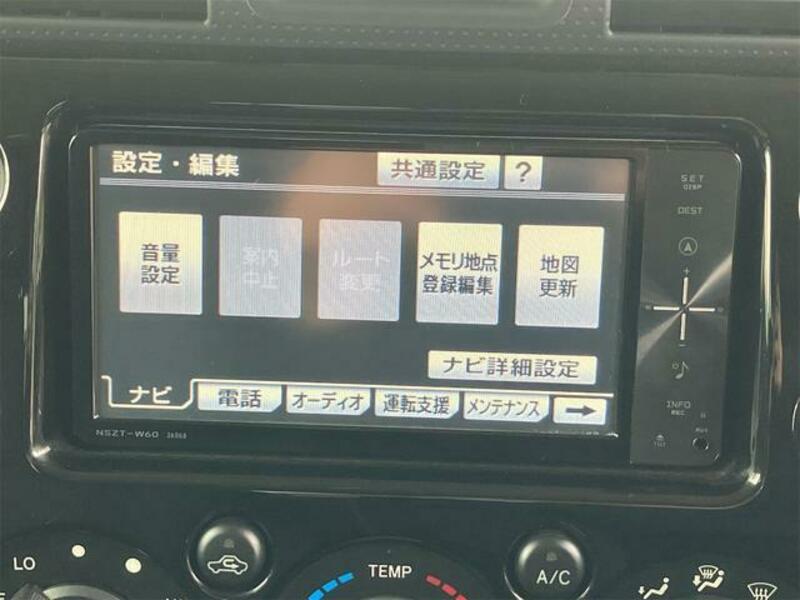 設定・編集 共通設定 ?
音量設定
案内中止
ルート変更
メモリ地点登録編集
地図更新
ナビ詳細設定
ナビ 電話 オーディオ 運転支援 メンテナンス →
NSZT-W60
SET
DISP
DEST
+
-
INFO
REC
AUX
TILT
LO
TEMP
A/C